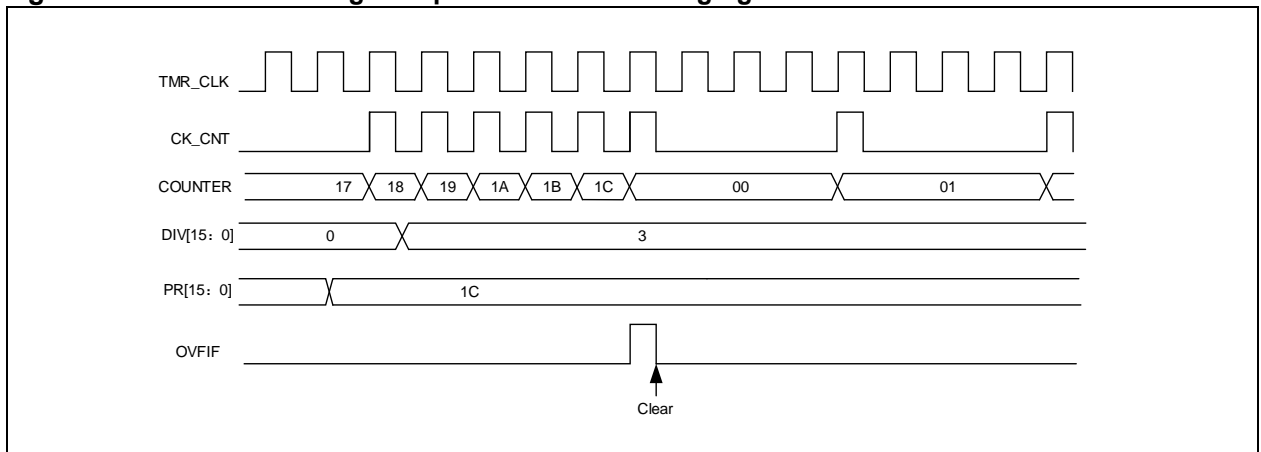 TMR_CLK
CK_CNT
COUNTER 17 18 19 1A 1B 1C 00 01
DIV[15：0] 0 3
PR[15：0] 1C
OVFIF
Clear